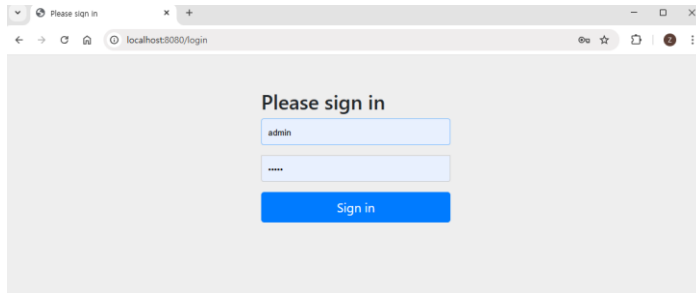 Please sign in
localhost:8080/login
Z
Please sign in
admin
•••••
Sign in